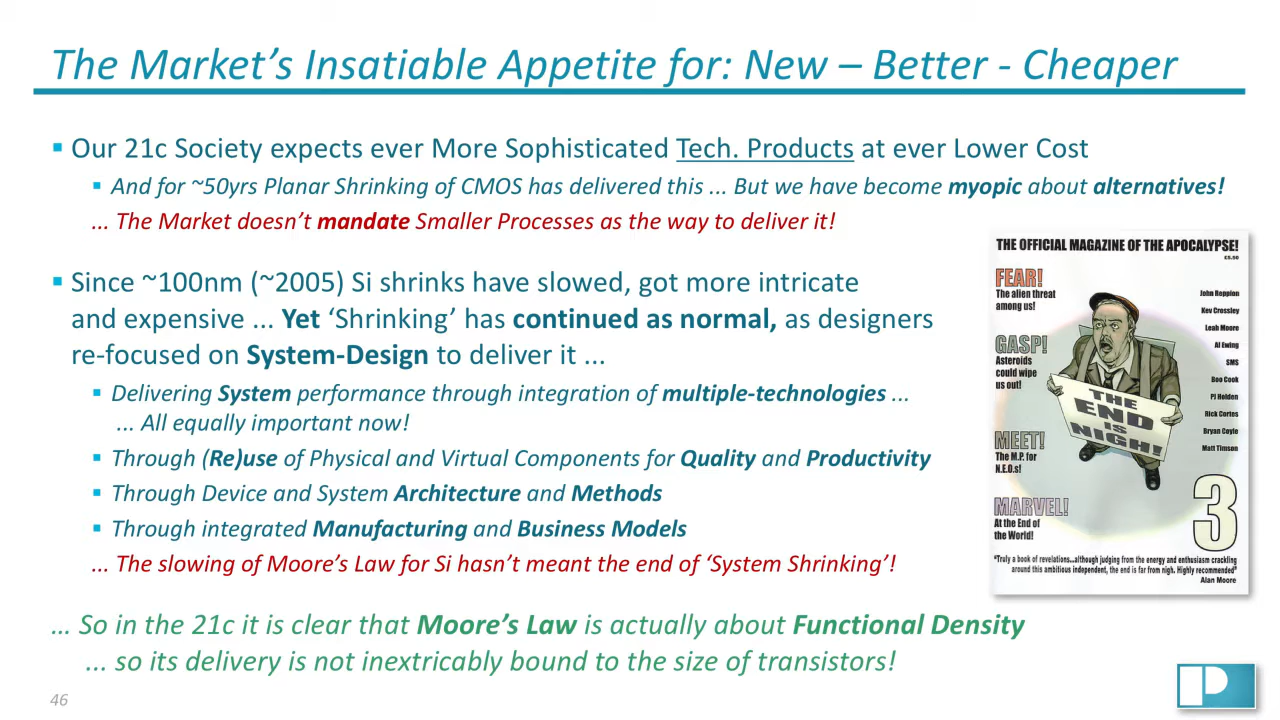 The Market’s Insatiable Appetite for: New – Better - Cheaper
▪ Our 21c Society expects ever More Sophisticated Tech. Products at ever Lower Cost
▪ And for ~50yrs Planar Shrinking of CMOS has delivered this ... But we have become myopic about alternatives!
... The Market doesn’t mandate Smaller Processes as the way to deliver it!
▪ Since ~100nm (~2005) Si shrinks have slowed, got more intricate
and expensive ... Yet ‘Shrinking’ has continued as normal, as designers
re-focused on System-Design to deliver it ...
▪ Delivering System performance through integration of multiple-technologies ...
... All equally important now!
▪ Through (Re)use of Physical and Virtual Components for Quality and Productivity
▪ Through Device and System Architecture and Methods
▪ Through integrated Manufacturing and Business Models
... The slowing of Moore’s Law for Si hasn’t meant the end of ‘System Shrinking’!
... So in the 21c it is clear that Moore’s Law is actually about Functional Density
... so its delivery is not inextricably bound to the size of transistors!
THE OFFICIAL MAGAZINE OF THE APOCALYPSE!
£5.50
FEAR!
The alien threat
among us!
GASP!
Asteroids
could wipe
us out!
MEET!
The M.P. for
N.E.O.s!
MARVEL!
At the End of
the World!
John Reppion
Kev Crossley
Leah Moore
Al Ewing
SMS
Boo Cook
PJ Holden
Rick Cortes
Bryan Coyle
Matt Timson
THE
END
IS
NIGH!
3
"Truly a book of revelations...although judging from the energy and enthusiasm crackling
around this ambitious independent, the end is far from nigh. Highly recommended"
Alan Moore
46
P